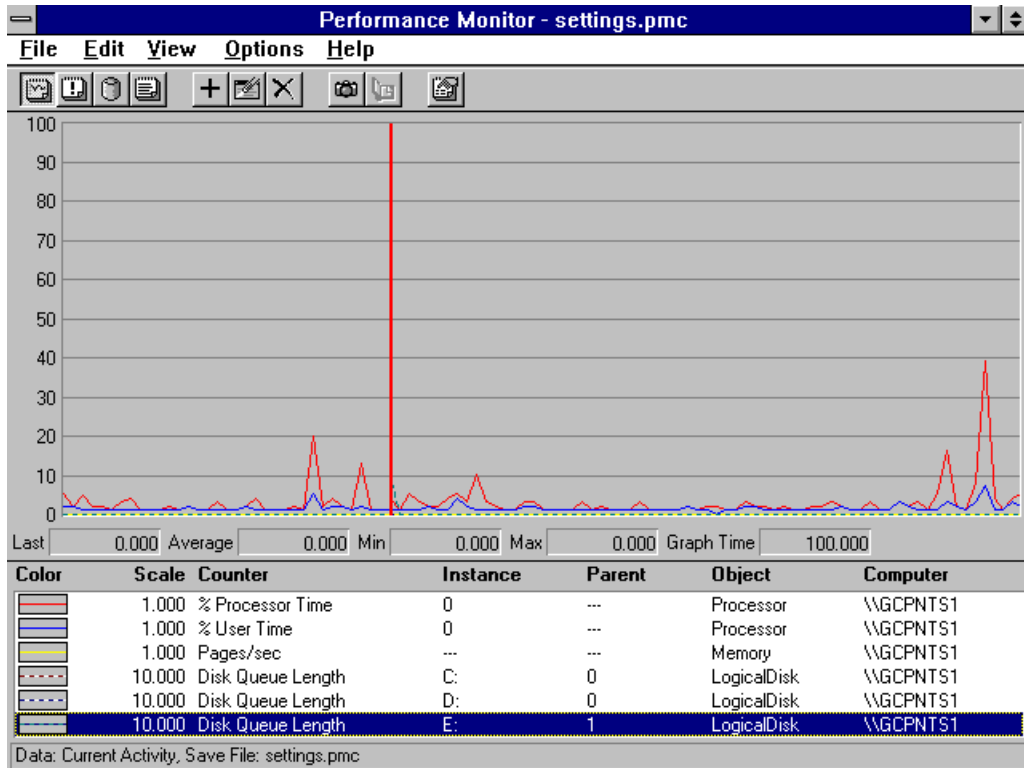 Performance Monitor - settings.pmc
File Edit View Options Help
100
90
80
70
60
50
40
30
20
10
0
Last 0.000 Average 0.000 Min 0.000 Max 0.000 Graph Time 100.000
Color Scale Counter Instance Parent Object Computer
1.000 % Processor Time 0 --- Processor \\GCPNTS1
1.000 % User Time 0 --- Processor \\GCPNTS1
1.000 Pages/sec --- --- Memory \\GCPNTS1
10.000 Disk Queue Length C: 0 LogicalDisk \\GCPNTS1
10.000 Disk Queue Length D: 0 LogicalDisk \\GCPNTS1
10.000 Disk Queue Length E: 1 LogicalDisk \\GCPNTS1
Data: Current Activity, Save File: settings.pmc